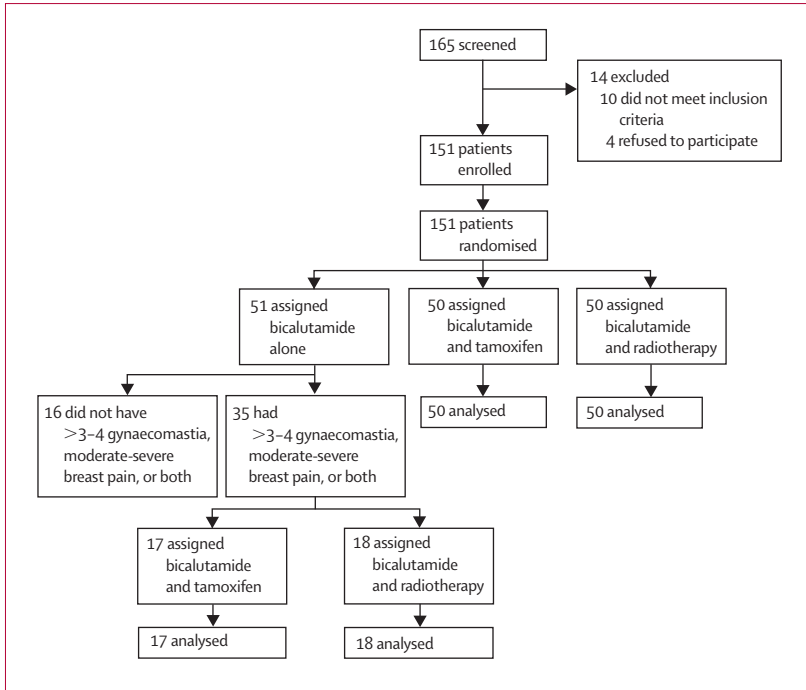 165 screened
14 excluded
10 did not meet inclusion
criteria
4 refused to participate
151 patients
enrolled
151 patients
randomised
51 assigned
bicalutamide
alone
50 assigned
bicalutamide
and tamoxifen
50 assigned
bicalutamide
and radiotherapy
16 did not have
>3–4 gynaecomastia,
moderate-severe
breast pain, or both
35 had
>3–4 gynaecomastia,
moderate-severe
breast pain, or both
50 analysed
50 analysed
17 assigned
bicalutamide
and tamoxifen
18 assigned
bicalutamide
and radiotherapy
17 analysed
18 analysed